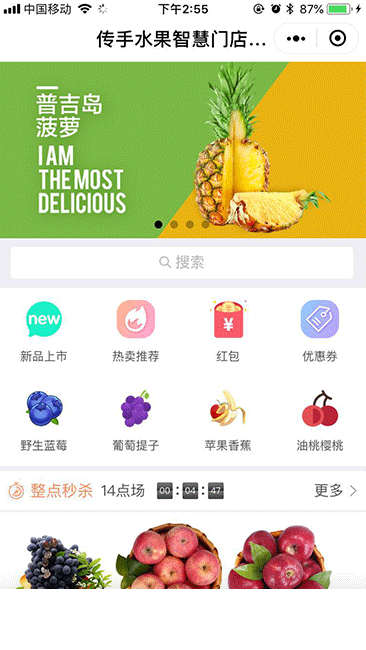 中国移动 下午2:55 87%
传手水果智慧门店...
普吉岛
菠萝
I AM
THE MOST
DELICIOUS
搜索
new
¥
新品上市 热卖推荐 红包 优惠券
野生蓝莓 葡萄提子 苹果香蕉 油桃樱桃
整点秒杀 14点场 00:04:47 更多